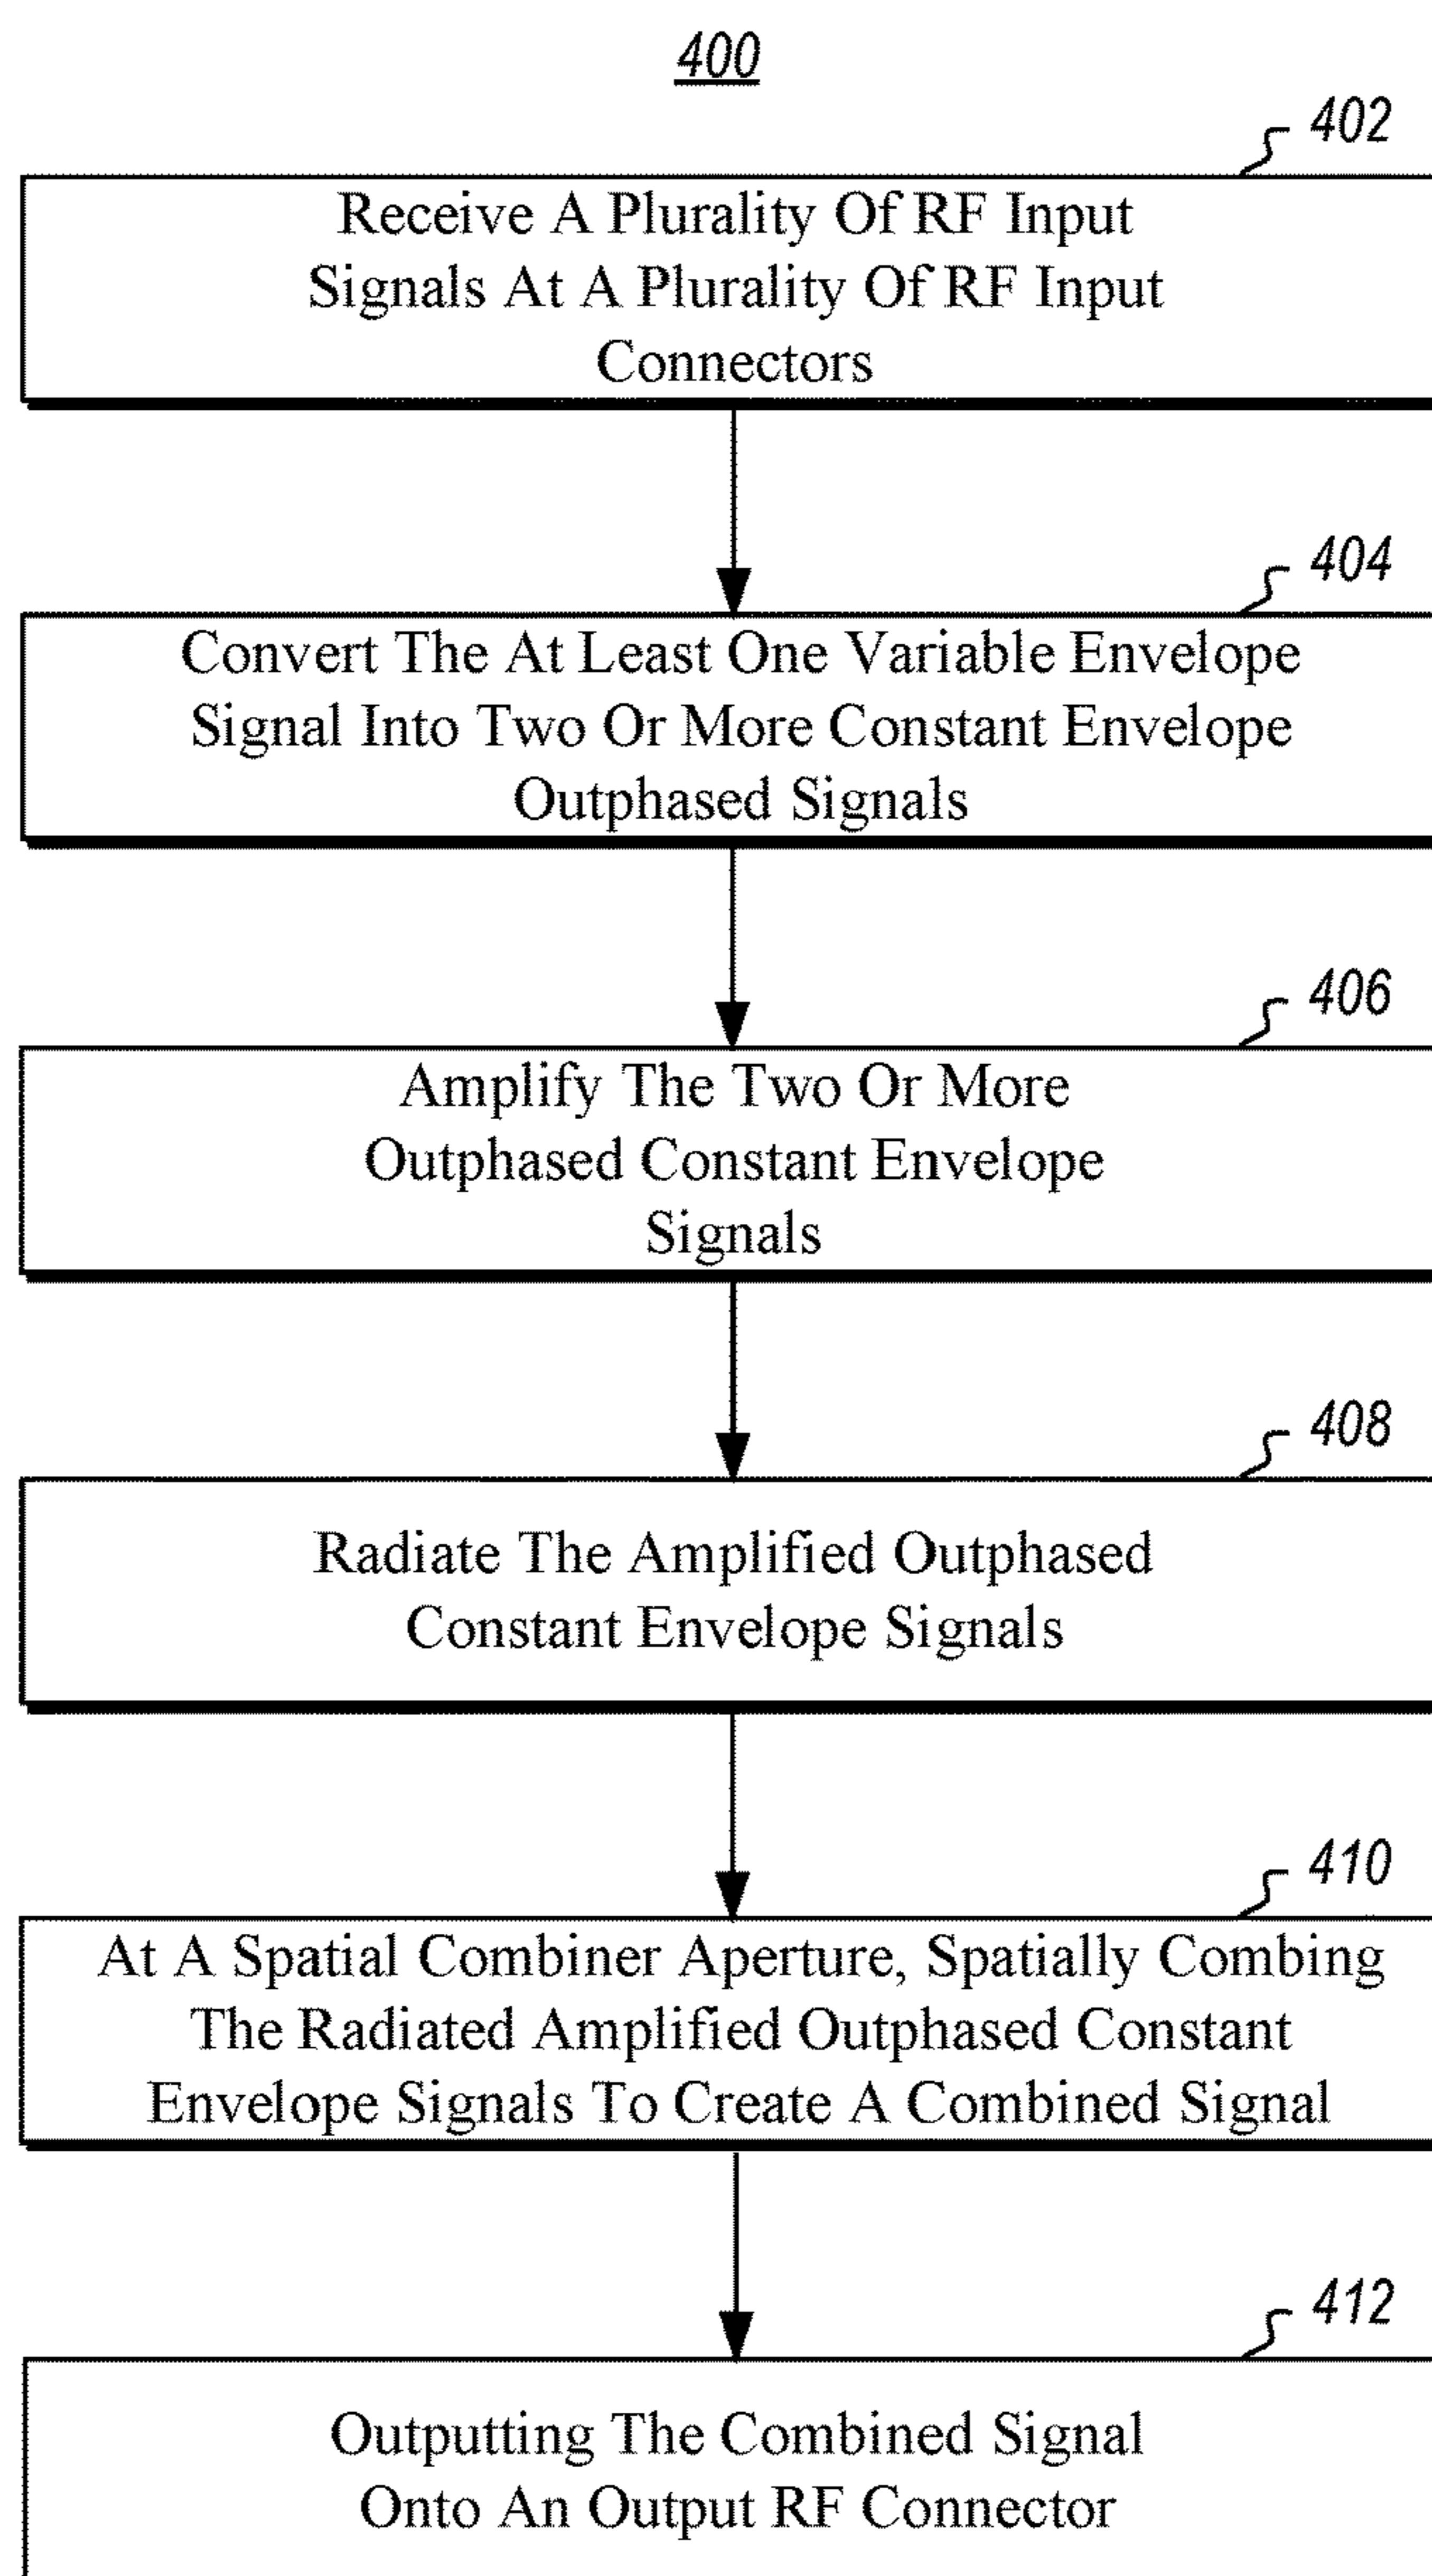 400
402
Receive A Plurality Of RF Input
Signals At A Plurality Of RF Input
Connectors
404
Convert The At Least One Variable Envelope
Signal Into Two Or More Constant Envelope
Outphased Signals
406
Amplify The Two Or More
Outphased Constant Envelope
Signals
408
Radiate The Amplified Outphased
Constant Envelope Signals
410
At A Spatial Combiner Aperture, Spatially Combing
The Radiated Amplified Outphased Constant
Envelope Signals To Create A Combined Signal
412
Outputting The Combined Signal
Onto An Output RF Connector